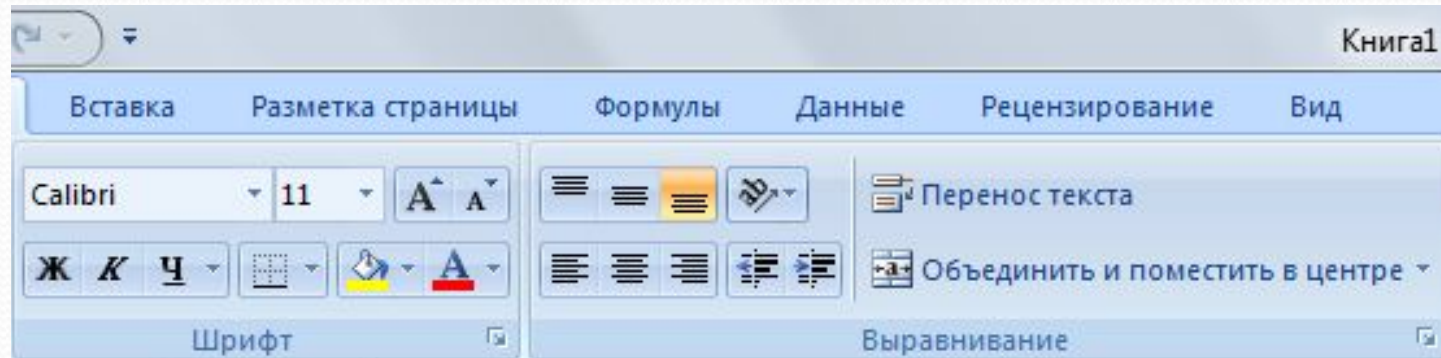 Книга1
Вставка Разметка страницы Формулы Данные Рецензирование Вид
Calibri 11 A A Перенос текста
Ж К Ч A Объединить и поместить в центре
Шрифт Выравнивание